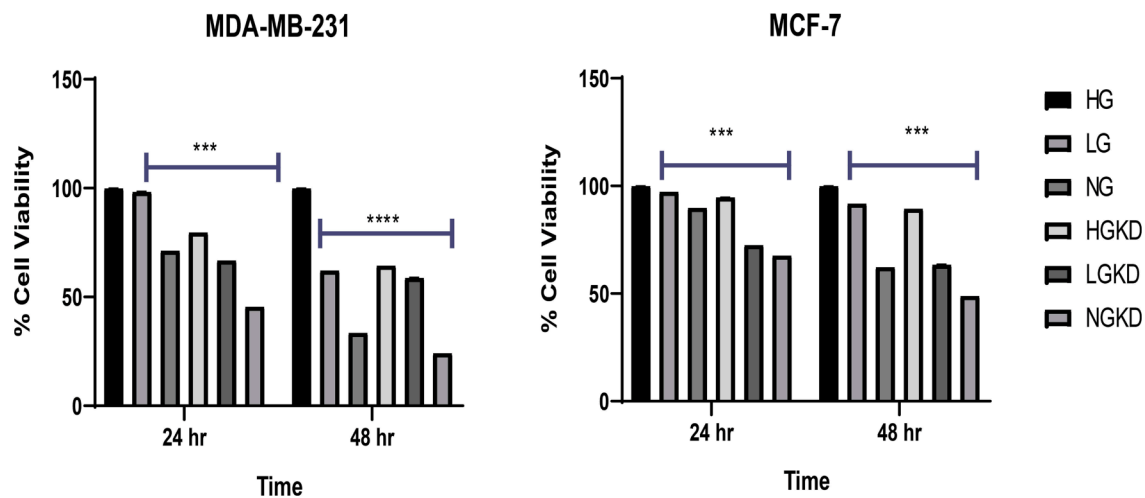 MDA-MB-231
% Cell Viability
150
100
50
0
***
****
24 hr
48 hr
Time
MCF-7
% Cell Viability
150
100
50
0
***
***
24 hr
48 hr
Time
HG
LG
NG
HGKD
LGKD
NGKD